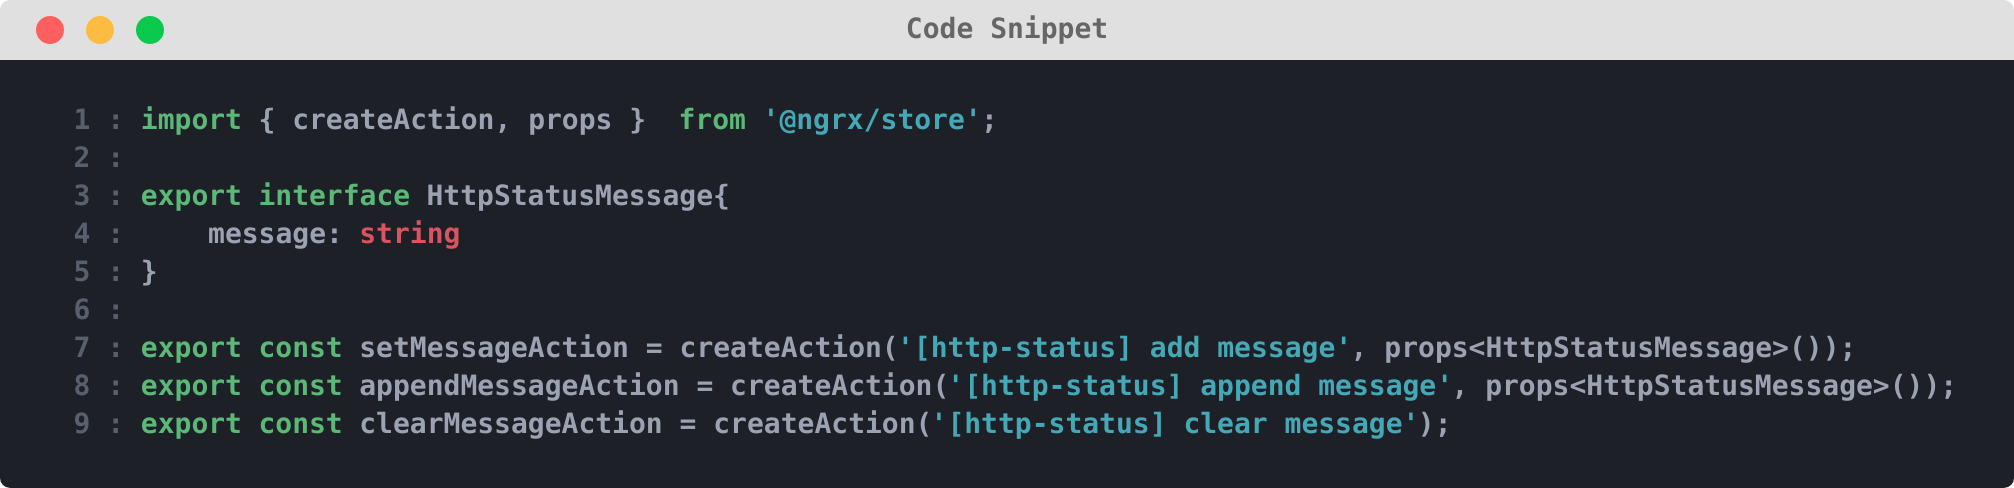 Code Snippet
1 : import { createAction, props }  from '@ngrx/store';
2 :
3 : export interface HttpStatusMessage{
4 :     message: string
5 : }
6 :
7 : export const setMessageAction = createAction('[http-status] add message', props<HttpStatusMessage>());
8 : export const appendMessageAction = createAction('[http-status] append message', props<HttpStatusMessage>());
9 : export const clearMessageAction = createAction('[http-status] clear message');